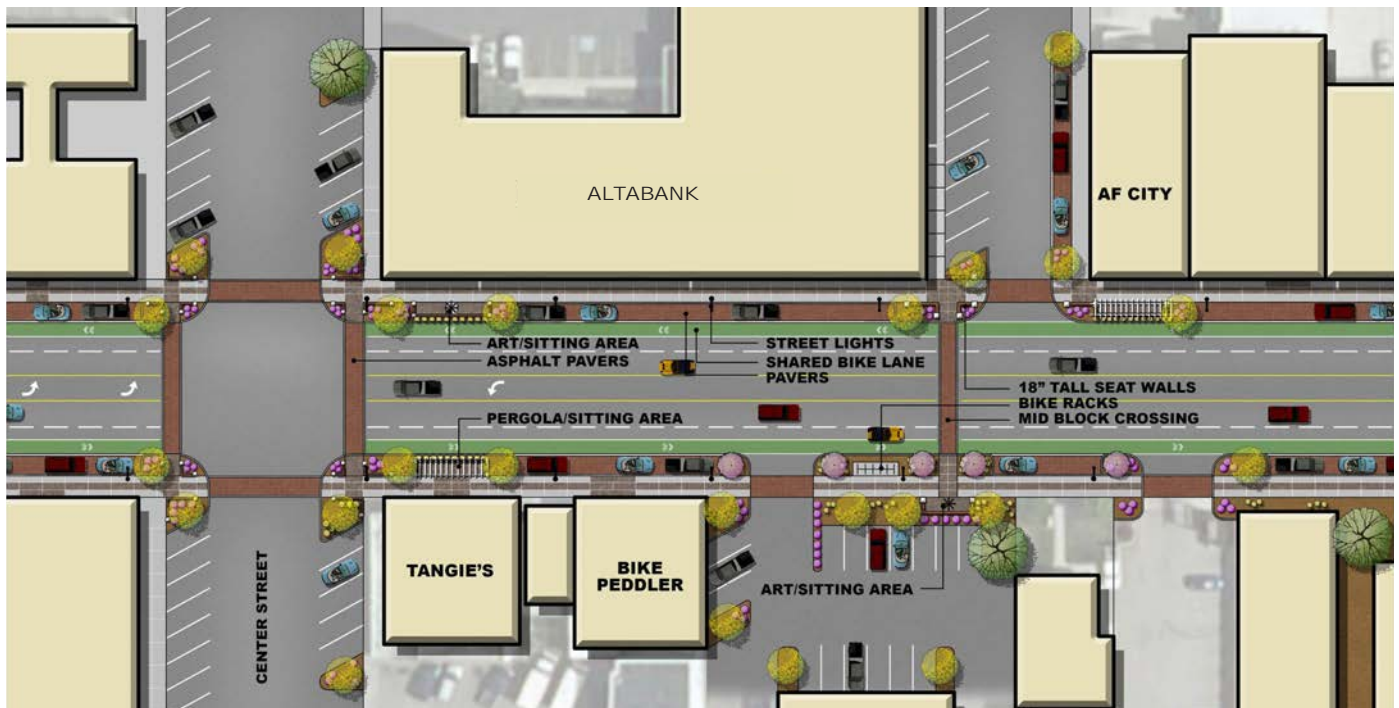 ALTABANK
AF CITY
ART/SITTING AREA
ASPHALT PAVERS
STREET LIGHTS
SHARED BIKE LANE
PAVERS
18" TALL SEAT WALLS
BIKE RACKS
MID BLOCK CROSSING
PERGOLA/SITTING AREA
CENTER STREET
TANGIE'S
BIKE
PEDDLER
ART/SITTING AREA